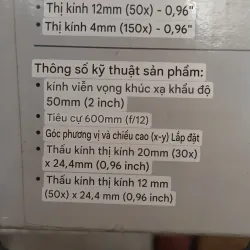 • Thị kính 12mm (50x) - 0,96"
• Thị kính 4mm (150x) - 0,96"
Thông số kỹ thuật sản phẩm:
• kính viễn vọng khúc xạ khẩu độ
50mm (2 inch)
• Tiêu cự 600mm (f/12)
• Góc phương vị và chiều cao (x-y) Lắp đặt
• Thấu kính thị kính 20mm (30x)
x 24,4mm (0,96 inch)
• Thấu kính thị kính 12 mm
(50x) x 24,4 mm (0,96 inch)